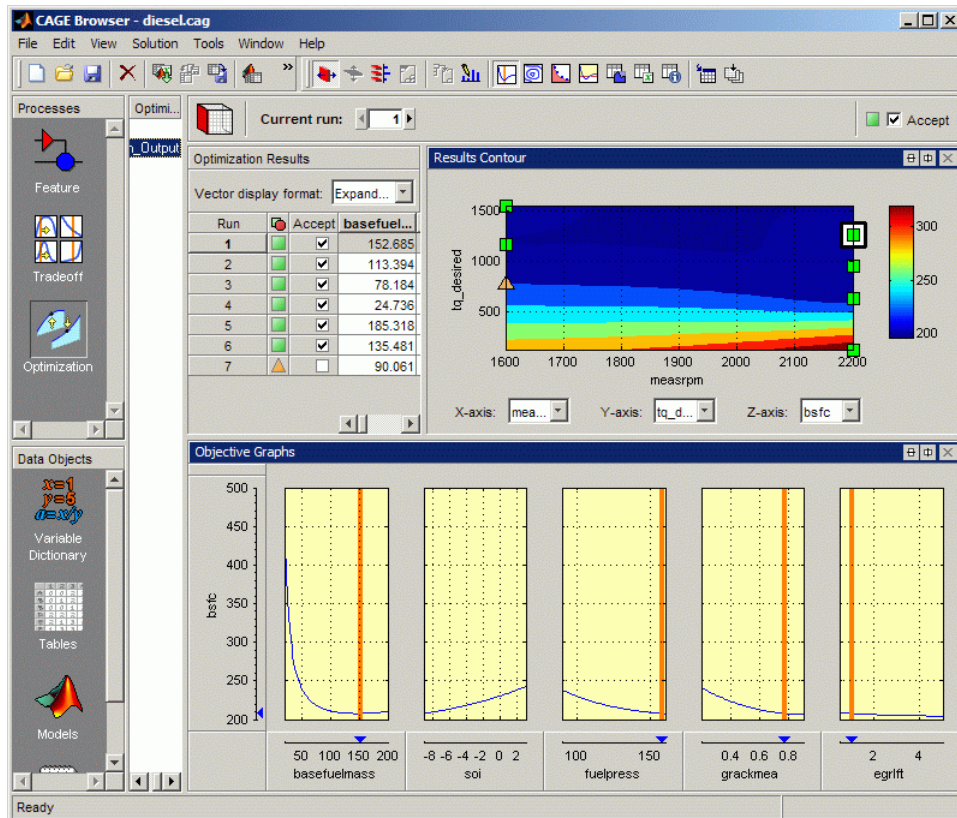 CAGE Browser - diesel.cag
File Edit View Solution Tools Window Help
»
Processes
Feature
Tradeoff
Optimization
Optimi...
n_Output
Current run: 1
Accept
Optimization Results
Vector display format: Expand...
Run Accept basefuel...
1 152.685
2 113.394
3 78.184
4 24.736
5 185.318
6 135.481
7 90.061
Results Contour
tq_desired
1500
1000
500
1600 1700 1800 1900 2000 2100 2200
measrpm
300
250
200
X-axis: mea... Y-axis: tq_d... Z-axis: bsfc
Data Objects
x=1
y=5
a=x/y
Variable
Dictionary
Tables
Models
Objective Graphs
bsfc
500
450
400
350
300
250
200
50 100 150 200
basefuelmass
-8 -6 -4 -2 0 2
soi
100 150
fuelpress
0.4 0.6 0.8
grackmea
2 4
egrlft
Ready